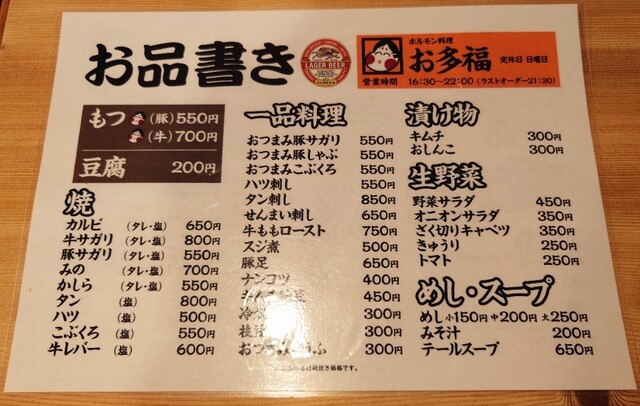 お品書き
LAGER BEER
ホルモン料理
お多福
定休日 日曜日
営業時間 16:30~22:00 (ラストオーダー21:30)
もつ (豚) 550円
(牛) 700円
豆腐 200円
焼
カルビ (タレ・塩) 650円
牛サガリ (タレ・塩) 800円
豚サガリ (タレ・塩) 550円
みの (タレ・塩) 700円
かしら (タレ・塩) 550円
タン (塩) 800円
ハツ (塩) 500円
こぶくろ (塩) 550円
牛レバー (塩) 600円
一品料理
おつまみ豚サガリ 550円
おつまみ豚しゃぶ 550円
おつまみこぶくろ 550円
ハツ刺し 550円
タン刺し 850円
せんまい刺し 650円
牛ももロースト 750円
スジ煮 500円
豚足 650円
ナンコツ 400円
450円
冷 300円
枝豆 300円
おつまみ 300円
漬け物
キムチ 300円
おしんこ 300円
生野菜
野菜サラダ 450円
オニオンサラダ 350円
ざく切りキャベツ 350円
きゅうり 250円
トマト 250円
めし・スープ
めし 小150円 中200円 大250円
みそ汁 200円
テールスープ 650円
は税抜き価格です。